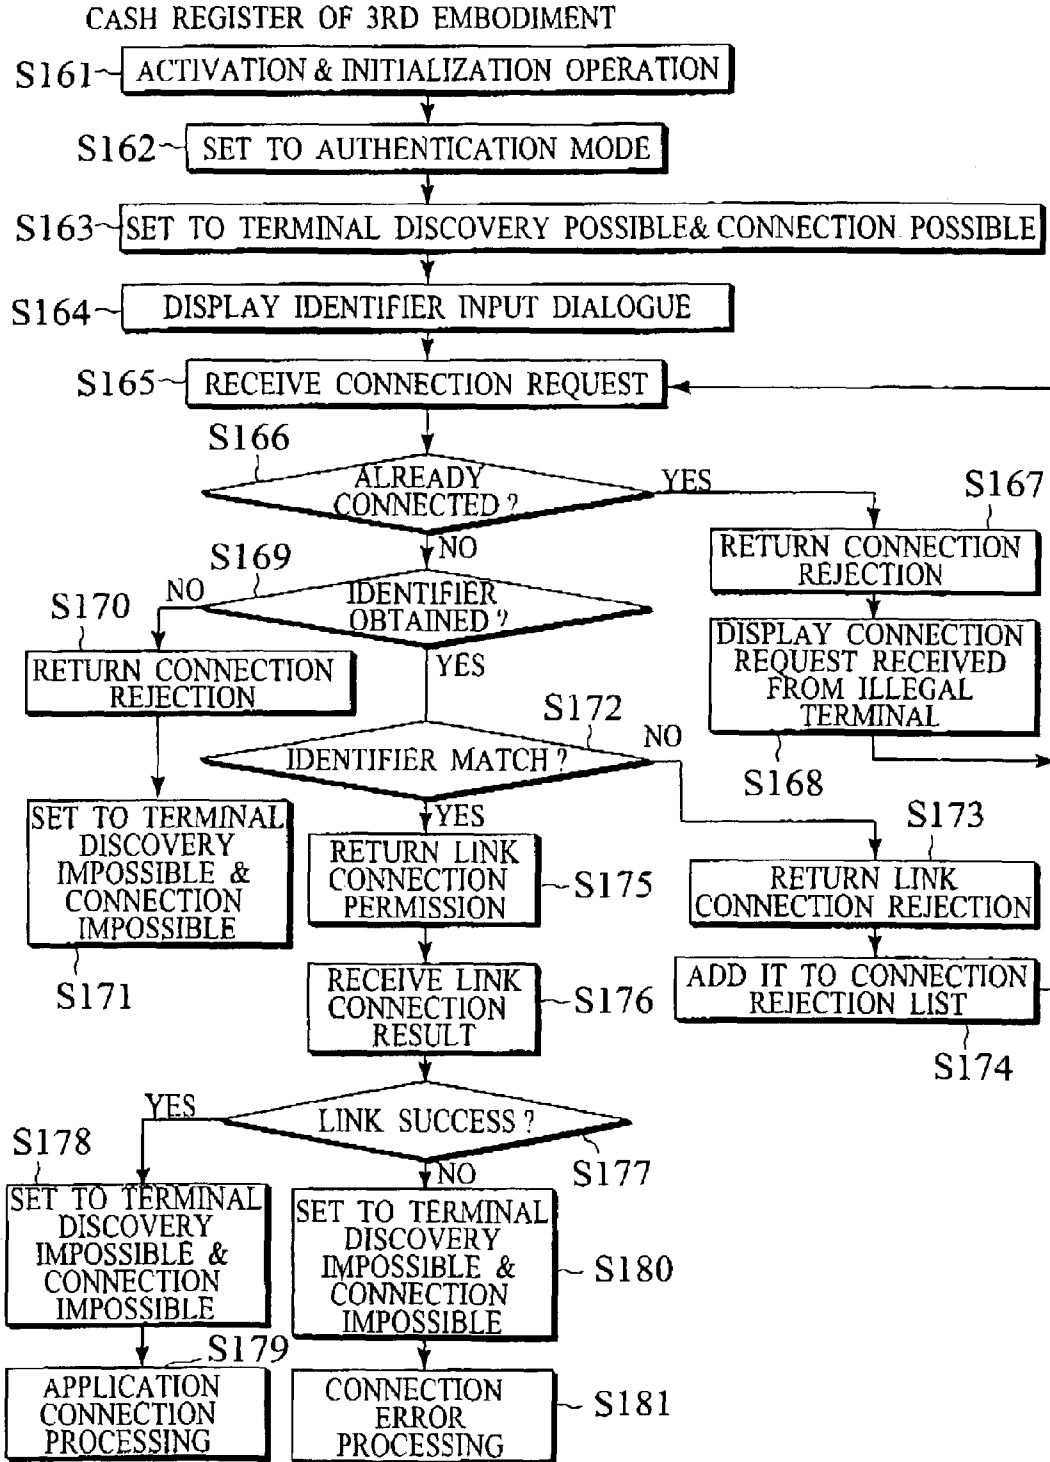 CASH REGISTER OF 3RD EMBODIMENT
S161
ACTIVATION & INITIALIZATION OPERATION
S162
SET TO AUTHENTICATION MODE
S163
SET TO TERMINAL DISCOVERY POSSIBLE & CONNECTION POSSIBLE
S164
DISPLAY IDENTIFIER INPUT DIALOGUE
S165
RECEIVE CONNECTION REQUEST
S166
ALREADY
CONNECTED?
YES
NO
S167
RETURN CONNECTION
REJECTION
DISPLAY CONNECTION
REQUEST RECEIVED
FROM ILLEGAL
TERMINAL
S168
S169
IDENTIFIER
OBTAINED?
NO
YES
S170
RETURN CONNECTION
REJECTION
SET TO TERMINAL
DISCOVERY
IMPOSSIBLE &
CONNECTION
IMPOSSIBLE
S171
S172
IDENTIFIER MATCH?
NO
YES
S173
RETURN LINK
CONNECTION REJECTION
ADD IT TO CONNECTION
REJECTION LIST
S174
RETURN LINK
CONNECTION
PERMISSION
S175
RECEIVE LINK
CONNECTION
RESULT
S176
LINK SUCCESS?
S177
YES
NO
S178
SET TO TERMINAL
DISCOVERY
IMPOSSIBLE &
CONNECTION
IMPOSSIBLE
S179
APPLICATION
CONNECTION
PROCESSING
SET TO TERMINAL
DISCOVERY
IMPOSSIBLE &
CONNECTION
IMPOSSIBLE
S180
CONNECTION
ERROR
PROCESSING
S181